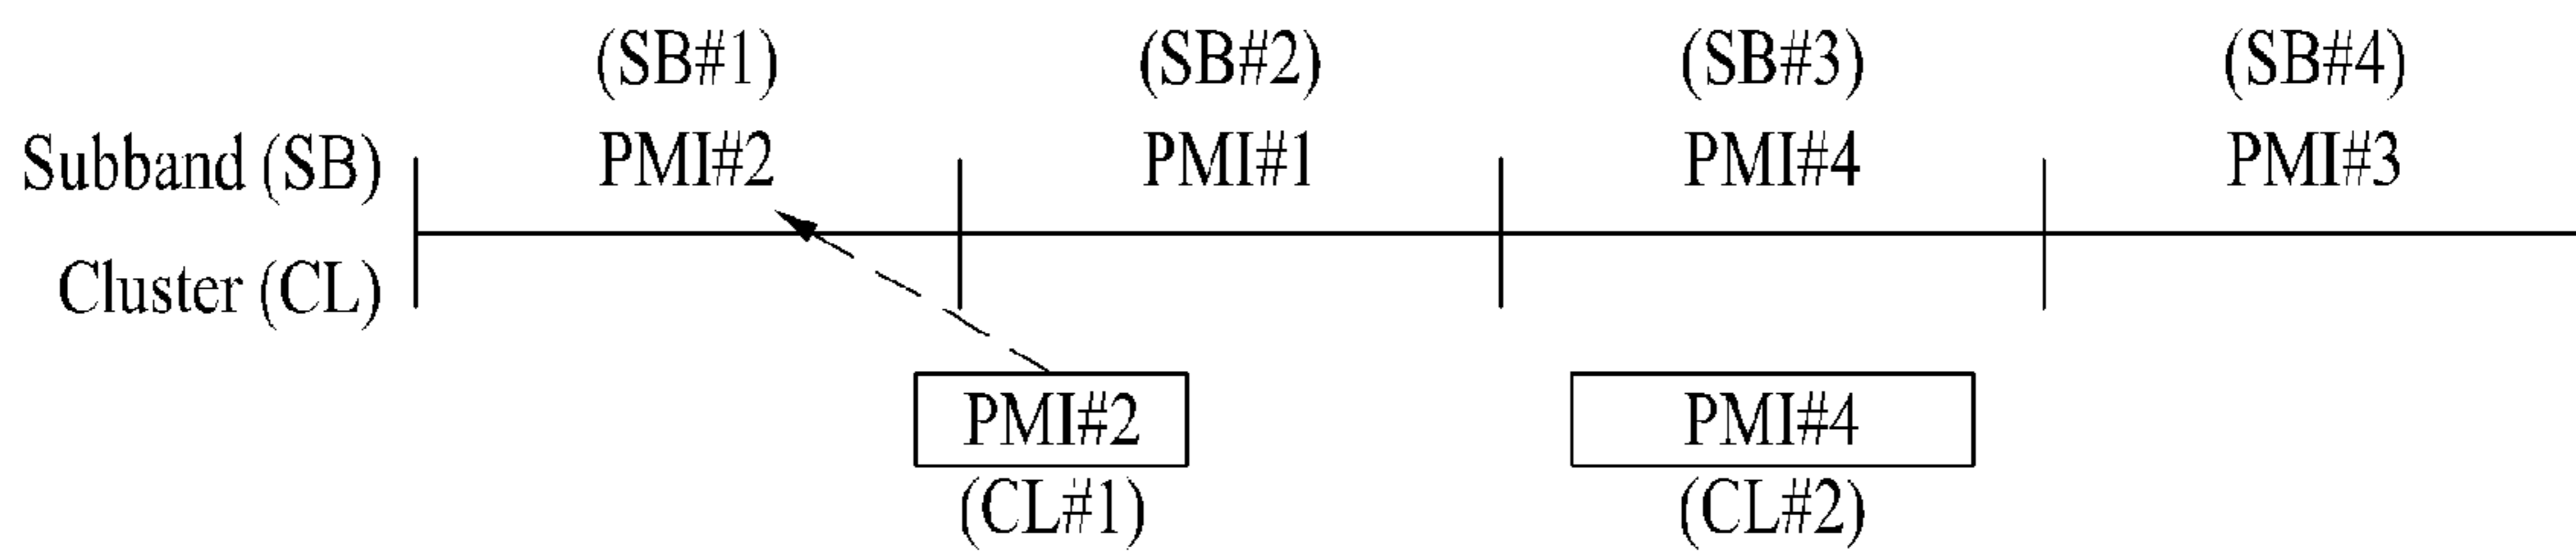 (SB#1) (SB#2) (SB#3) (SB#4)
Subband (SB) PMI#2 PMI#1 PMI#4 PMI#3
Cluster (CL)
PMI#2 PMI#4
(CL#1) (CL#2)